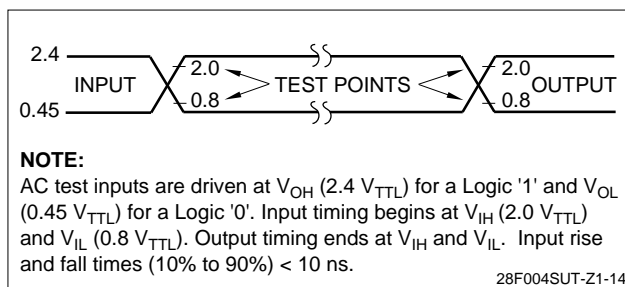 2.4
INPUT
0.45
2.0
0.8
TEST POINTS
2.0
0.8
OUTPUT
NOTE:
AC test inputs are driven at VOH (2.4 VTTL) for a Logic '1' and VOL
(0.45 VTTL) for a Logic '0'. Input timing begins at VIH (2.0 VTTL)
and VIL (0.8 VTTL). Output timing ends at VIH and VIL. Input rise
and fall times (10% to 90%) < 10 ns.
28F004SUT-Z1-14